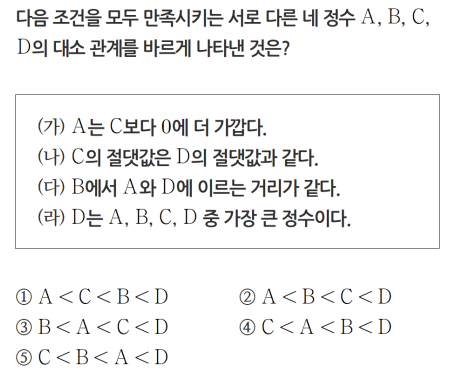 다음 조건을 모두 만족시키는 서로 다른 네 정수 A, B, C,
D의 대소 관계를 바르게 나타낸 것은?
(가) A는 C보다 0에 더 가깝다.
(나) C의 절댓값은 D의 절댓값과 같다.
(다) B에서 A와 D에 이르는 거리가 같다.
(라) D는 A, B, C, D 중 가장 큰 정수이다.
① A < C < B < D ② A < B < C < D
③ B < A < C < D ④ C < A < B < D
⑤ C < B < A < D